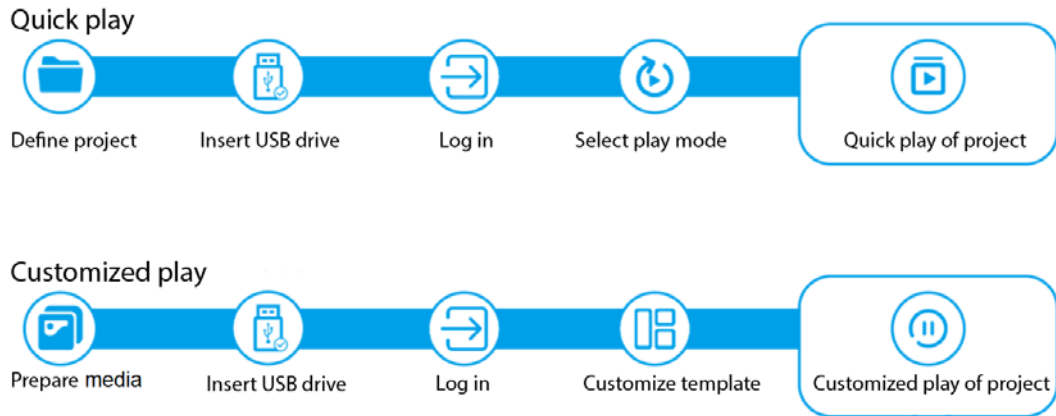 Quick play
Define project
Insert USB drive
Log in
Select play mode
Quick play of project
Customized play
Prepare media
Insert USB drive
Log in
Customize template
Customized play of project